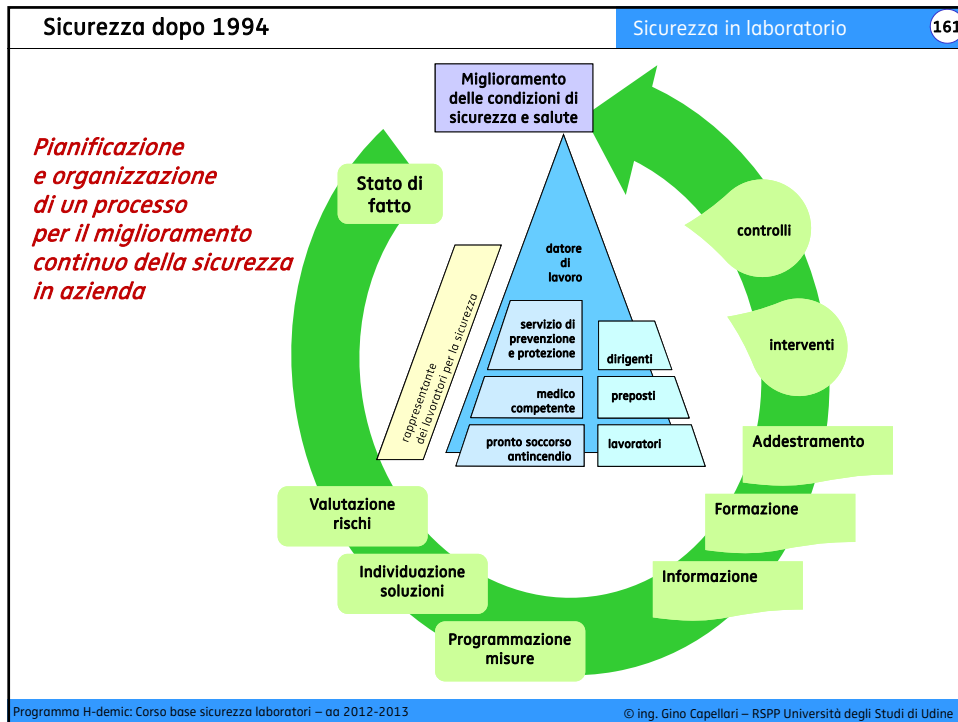 Sicurezza dopo 1994
Sicurezza in laboratorio
161
Miglioramento
delle condizioni di
sicurezza e salute
Pianificazione
e organizzazione
di un processo
per il miglioramento
continuo della sicurezza
in azienda
Stato di
fatto
controlli
datore
di
lavoro
rappresentante
dei lavoratori per la sicurezza
servizio di
prevenzione
e protezione
dirigenti
interventi
medico
competente
preposti
pronto soccorso
antincendio
lavoratori
Addestramento
Valutazione
rischi
Formazione
Individuazione
soluzioni
Informazione
Programmazione
misure
Programma H-demic: Corso base sicurezza laboratori – aa 2012-2013
© ing. Gino Capellari – RSPP Università degli Studi di Udine